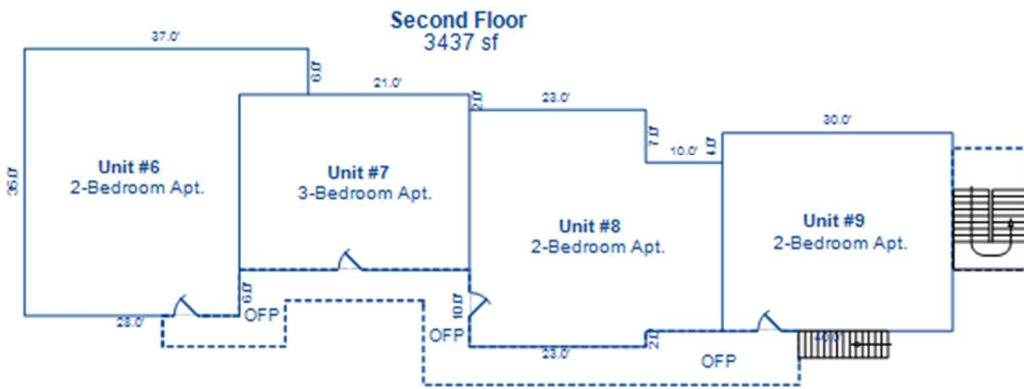 Second Floor
3437 sf
37.0'
6.0'
21.0'
2.0'
23.0'
7.0'
10.0'
4.0'
30.0'
35.0'
Unit #6
2-Bedroom Apt.
Unit #7
3-Bedroom Apt.
Unit #8
2-Bedroom Apt.
Unit #9
2-Bedroom Apt.
28.0'
6.0'
OFP
10.0'
OFP
23.0'
2.0'
OFP
40.0'